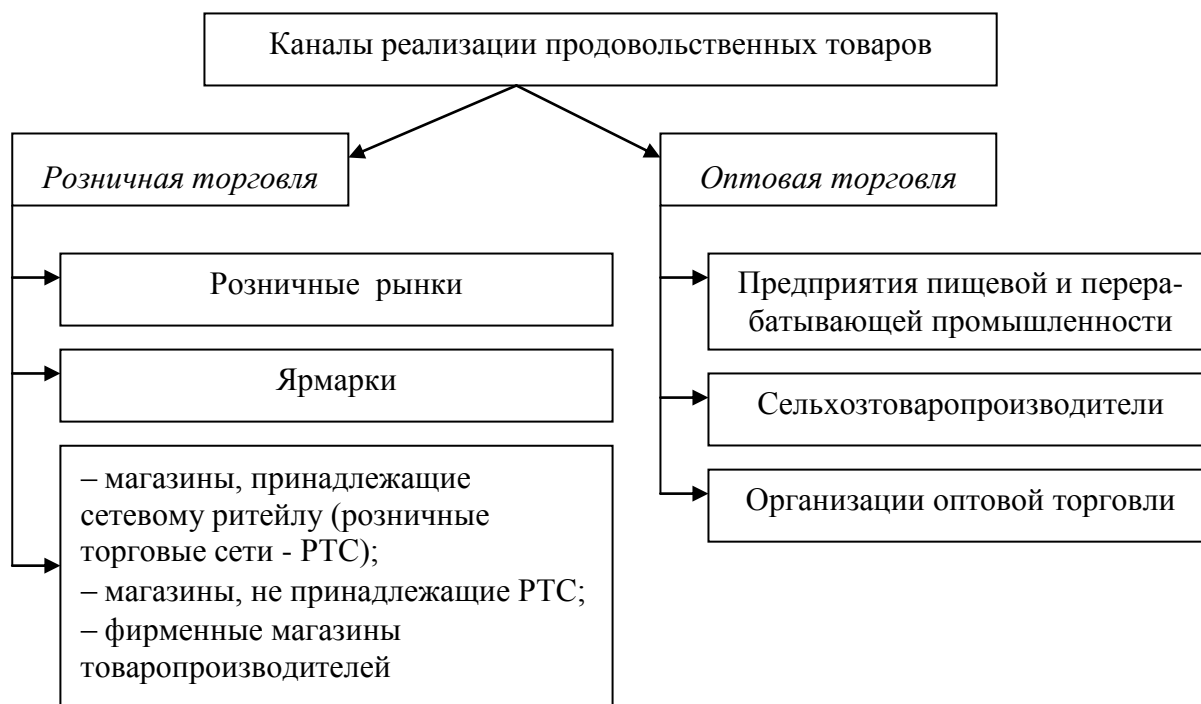 Каналы реализации продовольственных товаров
Розничная торговля
Оптовая торговля
Розничные рынки
Ярмарки
– магазины, принадлежащие
сетевому ритейлу (розничные
торговые сети - РТС);
– магазины, не принадлежащие РТС;
– фирменные магазины
товаропроизводителей
Предприятия пищевой и перера-
батывающей промышленности
Сельхозтоваропроизводители
Организации оптовой торговли